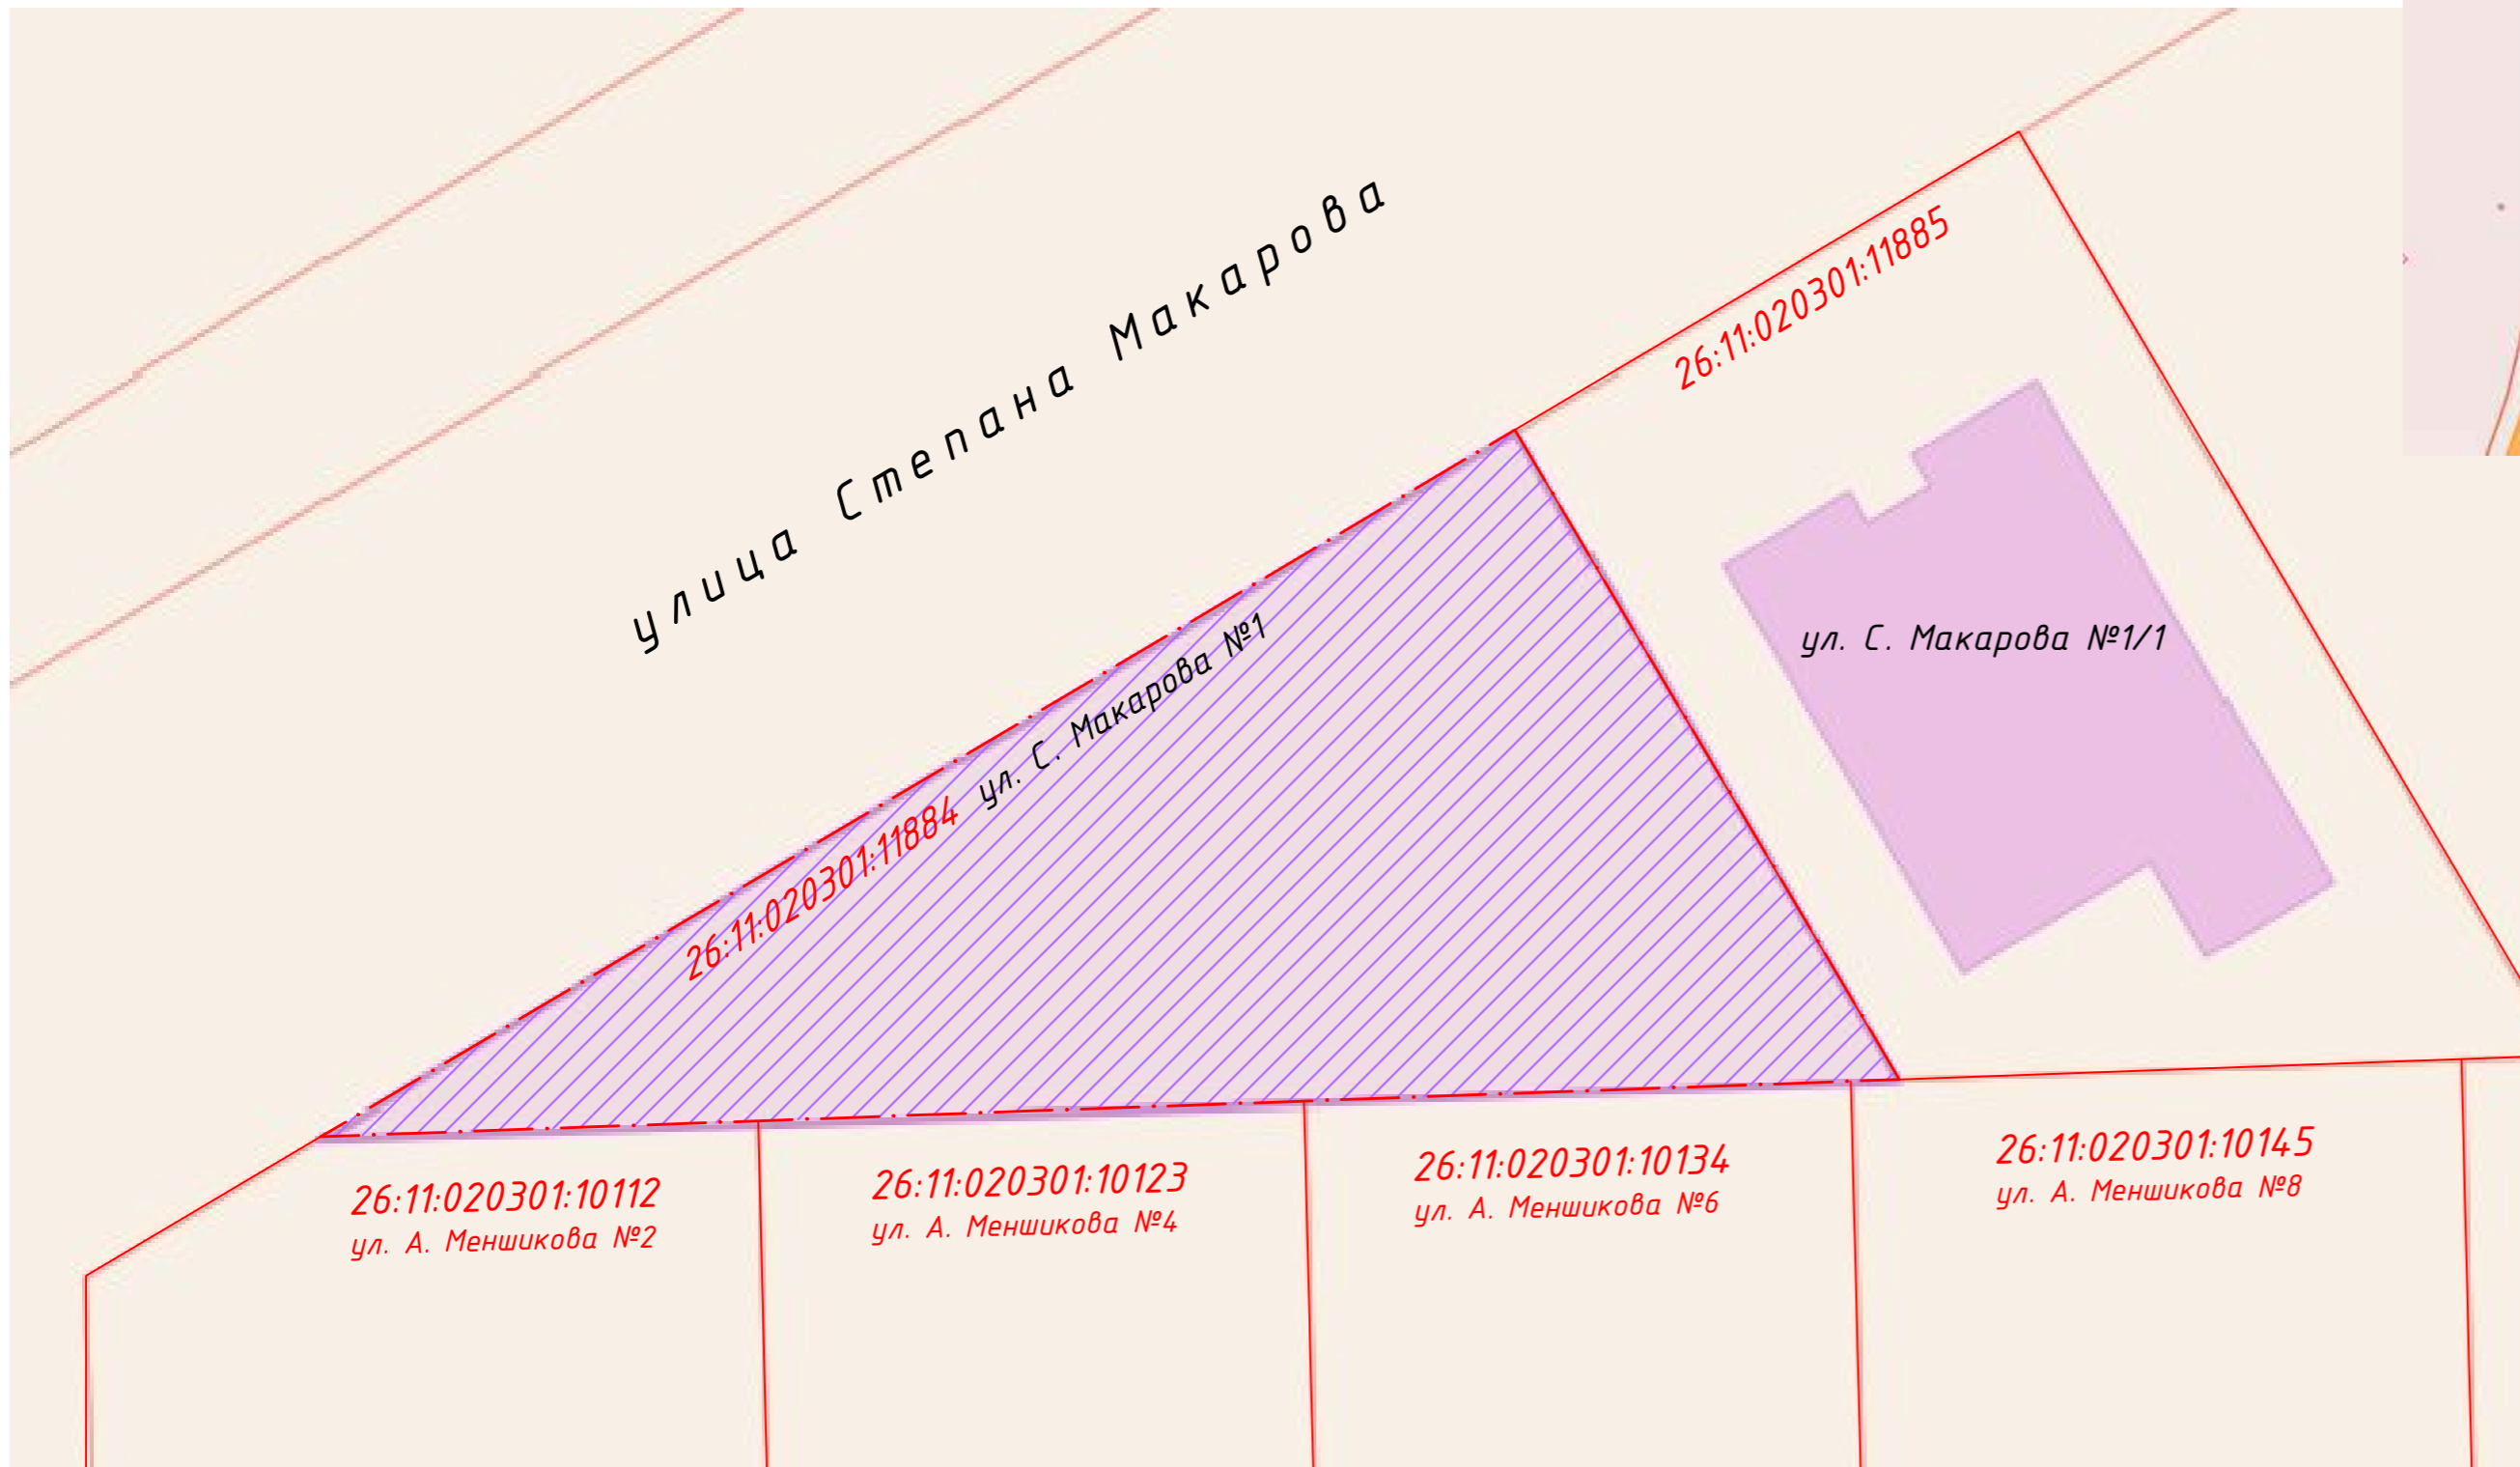 улица Степана Макарова
26:11:020301:11885
ул. С. Макарова №1/1
26:11:020301:11884 ул. С. Макарова №1
26:11:020301:10112
ул. А. Меншикова №2
26:11:020301:10123
ул. А. Меншикова №4
26:11:020301:10134
ул. А. Меншикова №6
26:11:020301:10145
ул. А. Меншикова №8